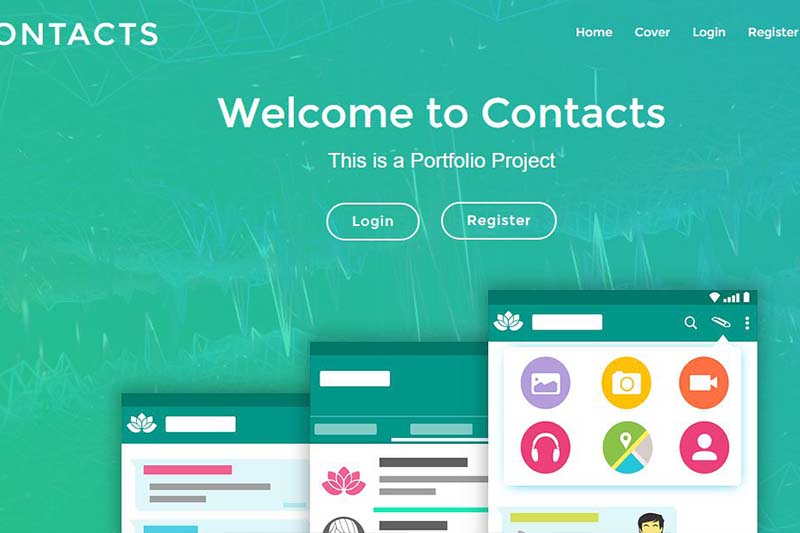 ONTACTS
Home Cover Login Register
Welcome to Contacts
This is a Portfolio Project
Login Register